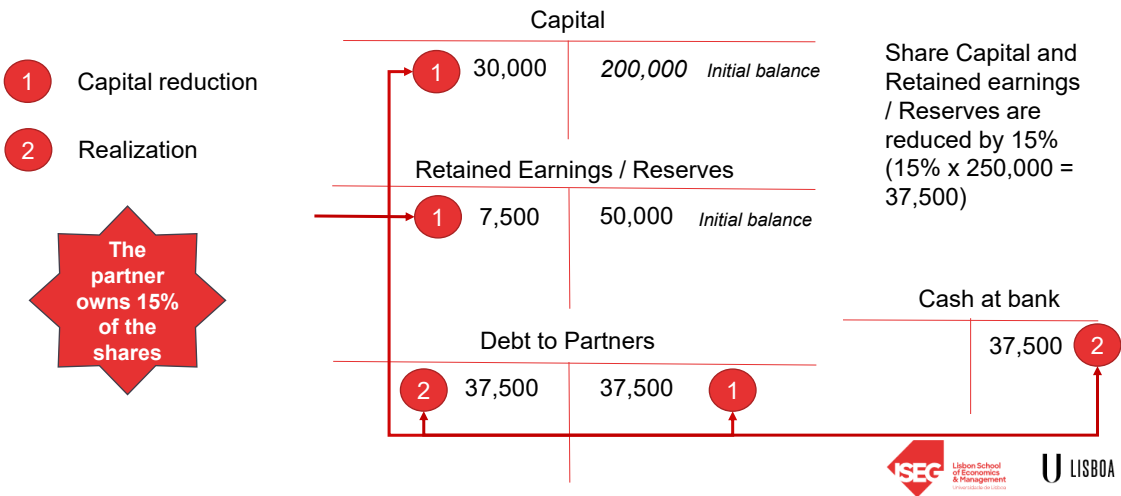 Capital
1 30,000 200,000 Initial balance
1 Capital reduction
2 Realization
Share Capital and
Retained earnings
/ Reserves are
reduced by 15%
(15% x 250,000 =
37,500)
Retained Earnings / Reserves
1 7,500 50,000 Initial balance
The
partner
owns 15%
of the
shares
Debt to Partners
2 37,500 37,500 1
Cash at bank
37,500 2
ISEG
Lisbon School
of Economics
& Management
Universidade de Lisboa
U LISBOA